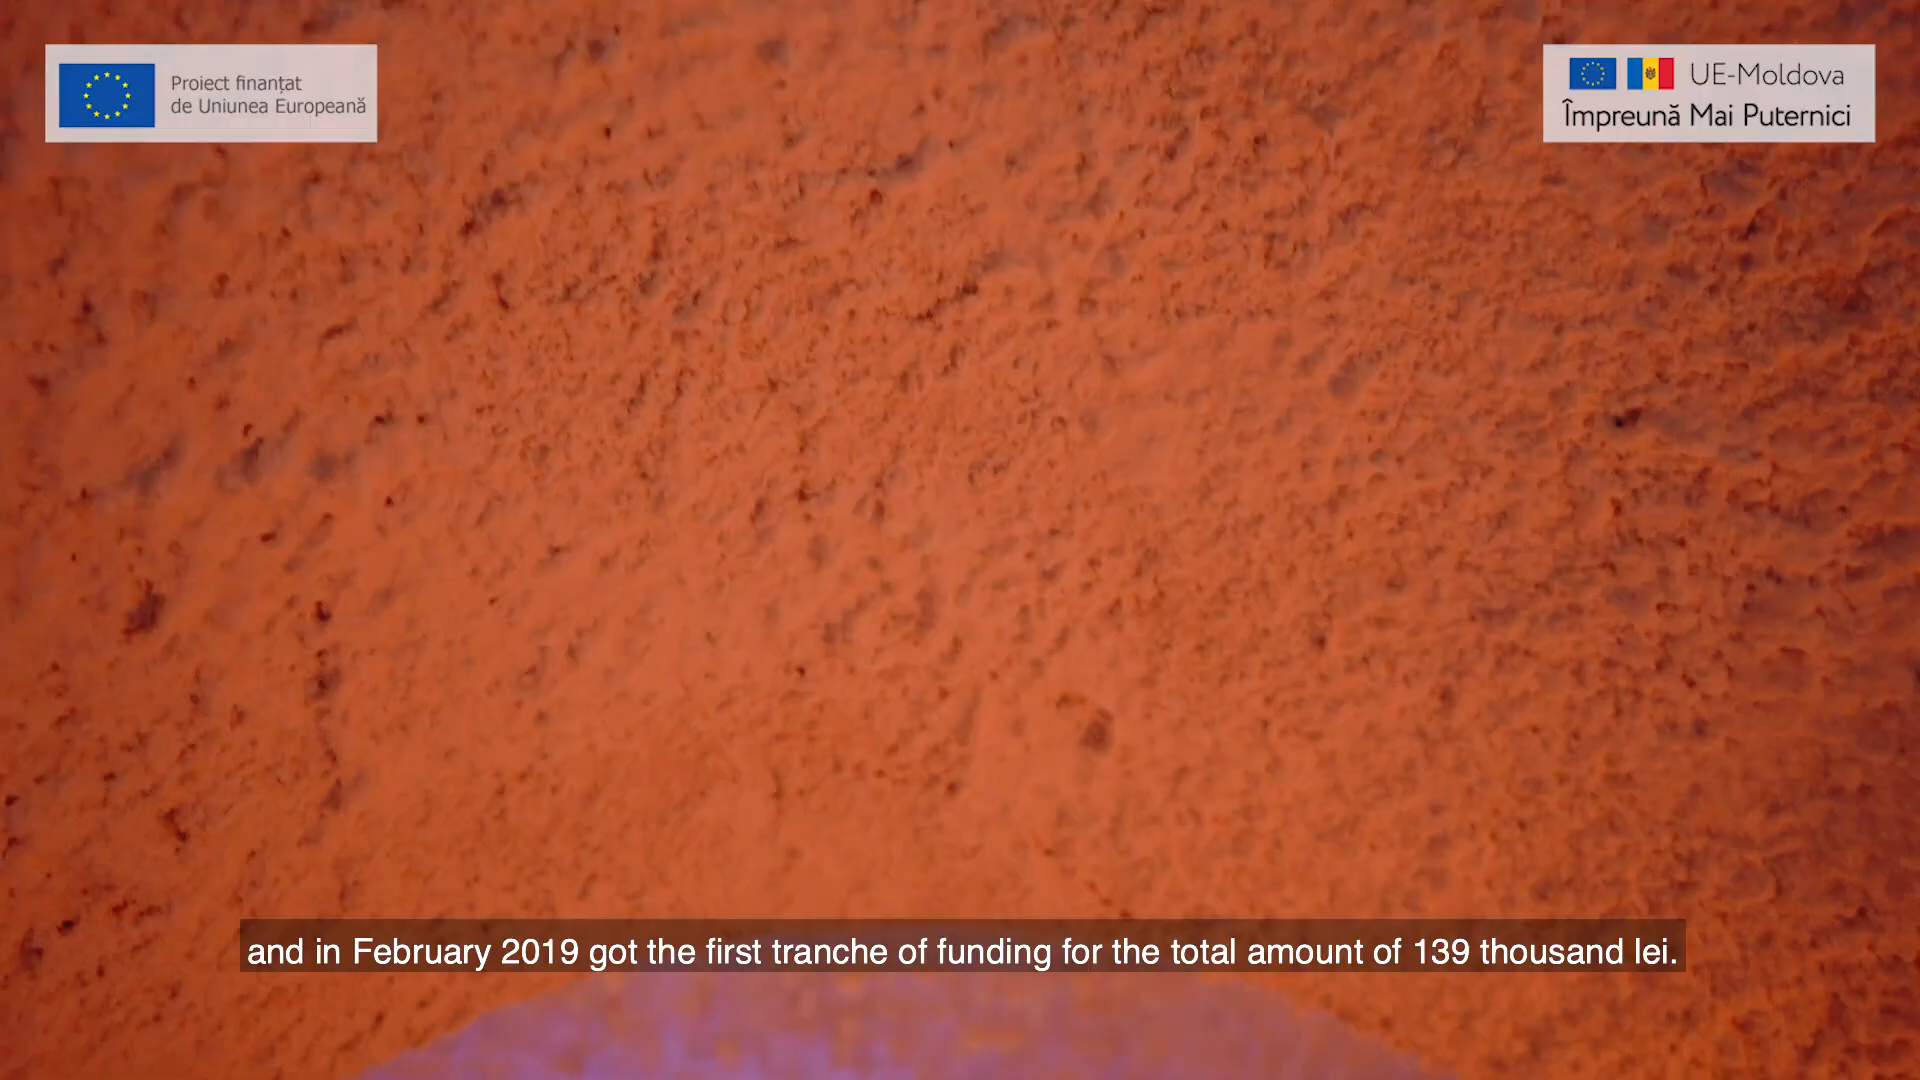 Proiect finanțat
de Uniunea Europeană
UE-Moldova
Împreună Mai Puternici
and in February 2019 got the first tranche of funding for the total amount of 139 thousand lei.